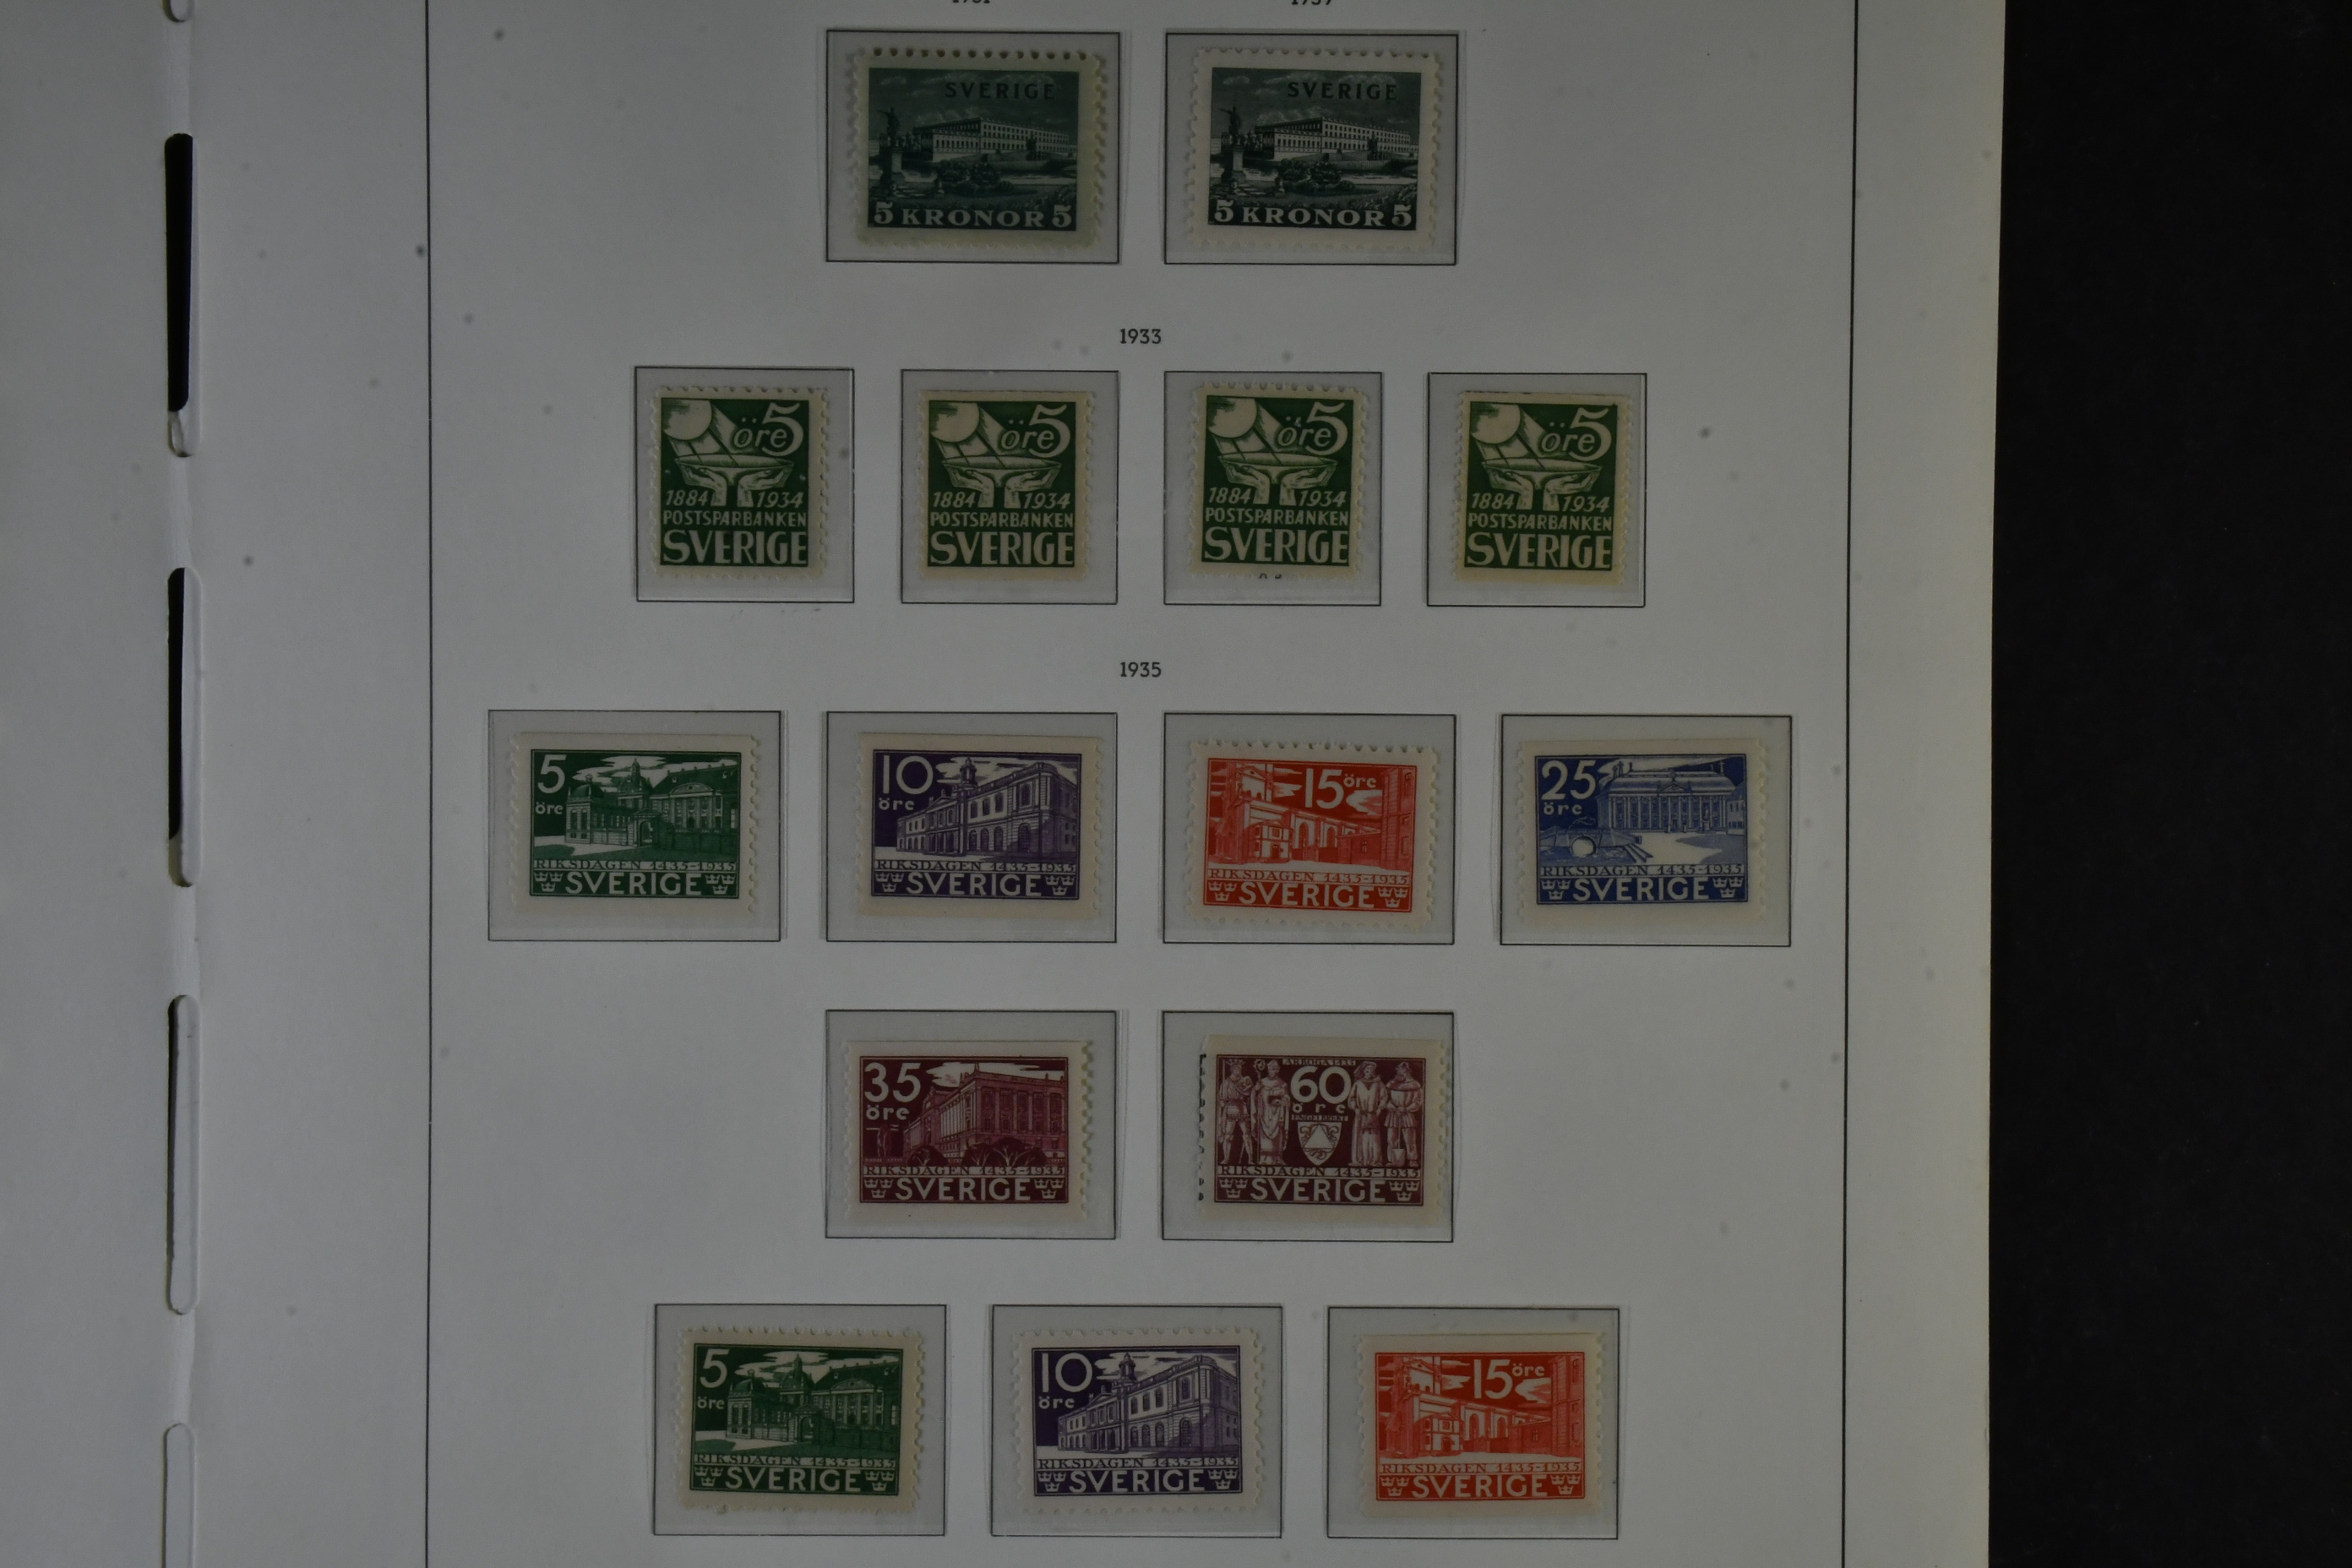 SVERIGE
5 KRONOR 5
SVERIGE
5 KRONOR 5
1933
öre 5
1884 1934
POSTSPARBANKEN
SVERIGE
öre 5
1884 1934
POSTSPARBANKEN
SVERIGE
öre 5
1884 1934
POSTSPARBANKEN
SVERIGE
öre 5
1884 1934
POSTSPARBANKEN
SVERIGE
1935
5
öre
RIKSDAGEN 1435-1935
SVERIGE
10
öre
RIKSDAGEN 1435-1935
SVERIGE
15 öre
RIKSDAGEN 1435-1935
SVERIGE
25
öre
RIKSDAGEN 1435-1935
SVERIGE
35
öre
RIKSDAGEN 1435-1935
SVERIGE
ARBOGA 1435
60
öre
ENGELBREKT
RIKSDAGEN 1435-1935
SVERIGE
5
öre
RIKSDAGEN 1435-1935
SVERIGE
10
öre
RIKSDAGEN 1435-1935
SVERIGE
15 öre
RIKSDAGEN 1435-1935
SVERIGE